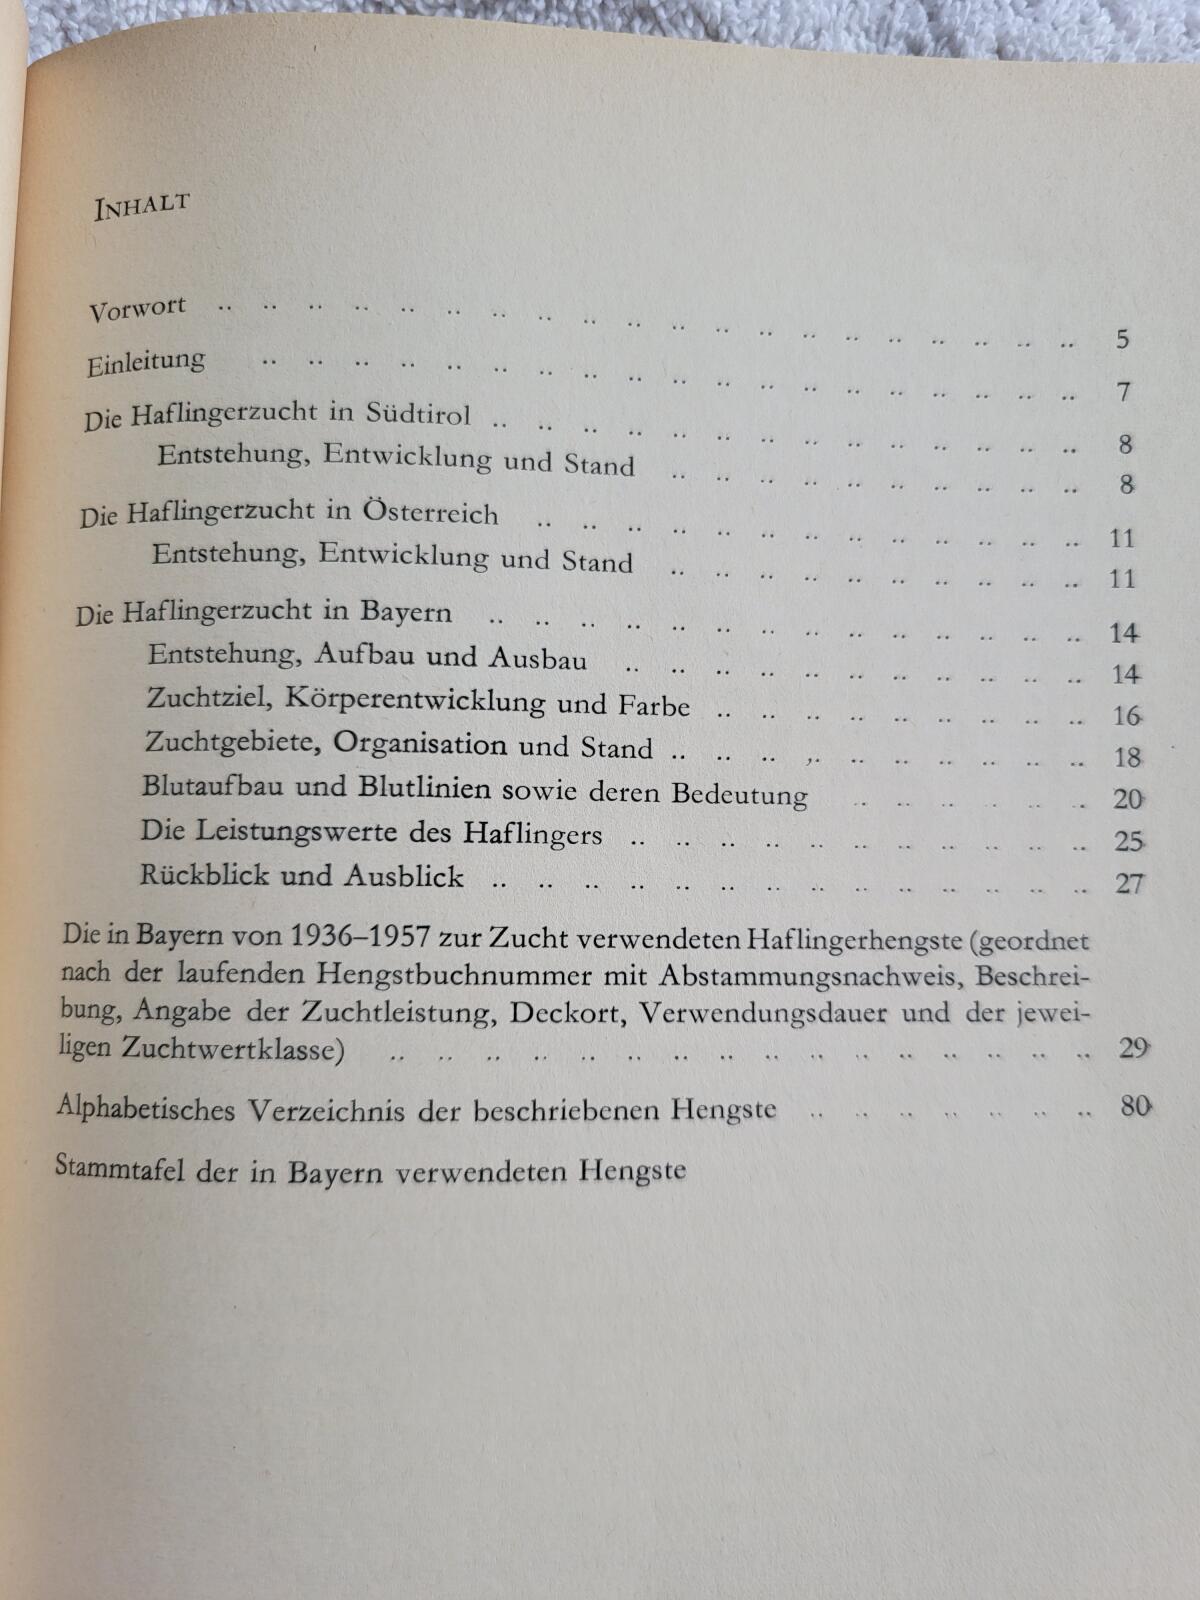 INHALT
Vorwort .. .. .. .. .. .. .. .. .. .. .. .. .. .. .. .. .. .. .. .. 5
Einleitung .. .. .. .. .. .. .. .. .. .. .. .. .. .. .. .. .. .. .. 7
Die Haflingerzucht in Südtirol .. .. .. .. .. .. .. .. .. .. .. .. .. .. 8
Entstehung, Entwicklung und Stand .. .. .. .. .. .. .. .. .. .. 8
Die Haflingerzucht in Österreich .. .. .. .. .. .. .. .. .. .. .. .. .. 11
Entstehung, Entwicklung und Stand .. .. .. .. .. .. .. .. .. .. 11
Die Haflingerzucht in Bayern .. .. .. .. .. .. .. .. .. .. .. .. .. .. 14
Entstehung, Aufbau und Ausbau .. .. .. .. .. .. .. .. .. .. .. 14
Zuchtziel, Körperentwicklung und Farbe .. .. .. .. .. .. .. .. .. 16
Zuchtgebiete, Organisation und Stand .. .. .. .. .. .. .. .. .. .. 18
Blutaufbau und Blutlinien sowie deren Bedeutung .. .. .. .. .. .. 20
Die Leistungswerte des Haflingers .. .. .. .. .. .. .. .. .. .. .. 25
Rückblick und Ausblick .. .. .. .. .. .. .. .. .. .. .. .. .. .. 27
Die in Bayern von 1936–1957 zur Zucht verwendeten Haflingerhengste (geordnet
nach der laufenden Hengstbuchnummer mit Abstammungsnachweis, Beschrei-
bung, Angabe der Zuchtleistung, Deckort, Verwendungsdauer und der jewei-
ligen Zuchtwertklasse) .. .. .. .. .. .. .. .. .. .. .. .. .. .. .. .. 29
Alphabetisches Verzeichnis der beschriebenen Hengste .. .. .. .. .. .. .. 80
Stammtafel der in Bayern verwendeten Hengste